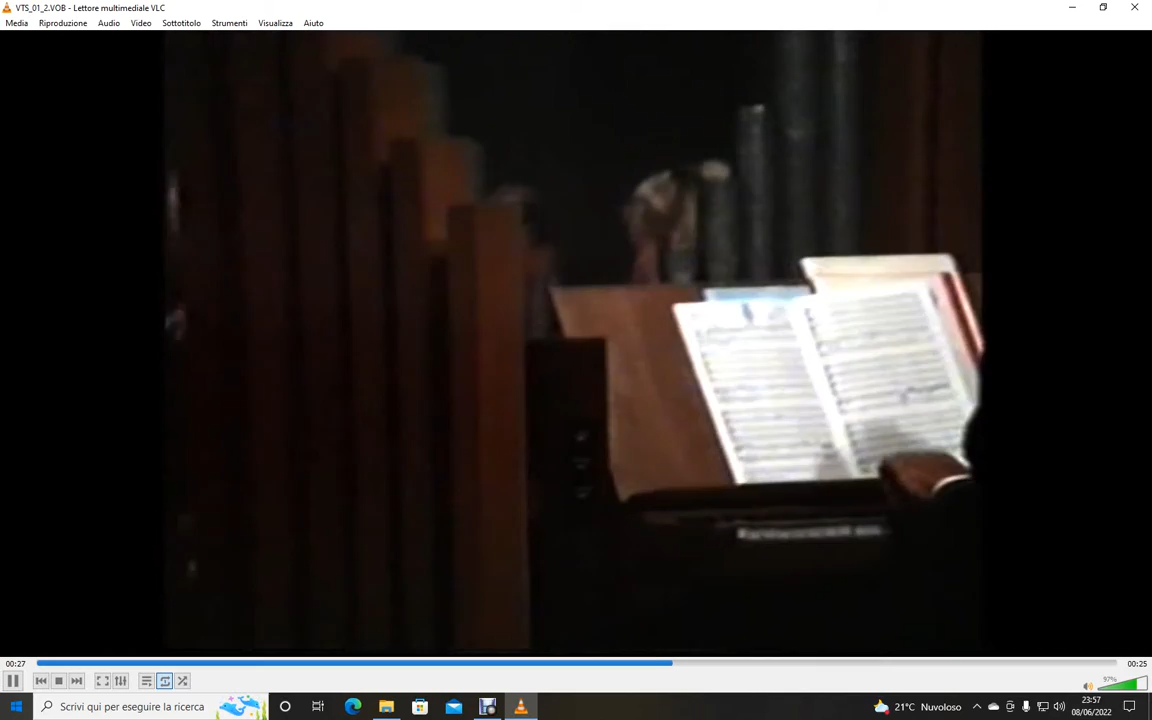 VTS_01_2.VOB - Lettore multimediale VLC
Media Riproduzione Audio Video Sottotitolo Strumenti Visualizza Aiuto
00:27
00:25
97%
Scrivi qui per eseguire la ricerca
21°C Nuvoloso
23:57
08/06/2022